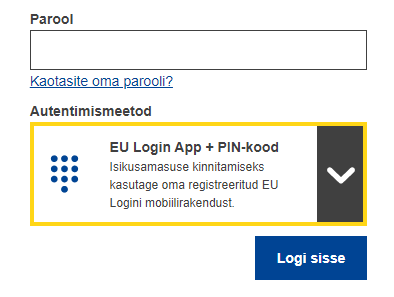 Parool
Kaotasite oma parooli?
Autentimismeetod
EU Login App + PIN-kood
Isikusamasuse kinnitamiseks
kasutage oma registreeritud EU
Logini mobiilirakendust.
Logi sisse